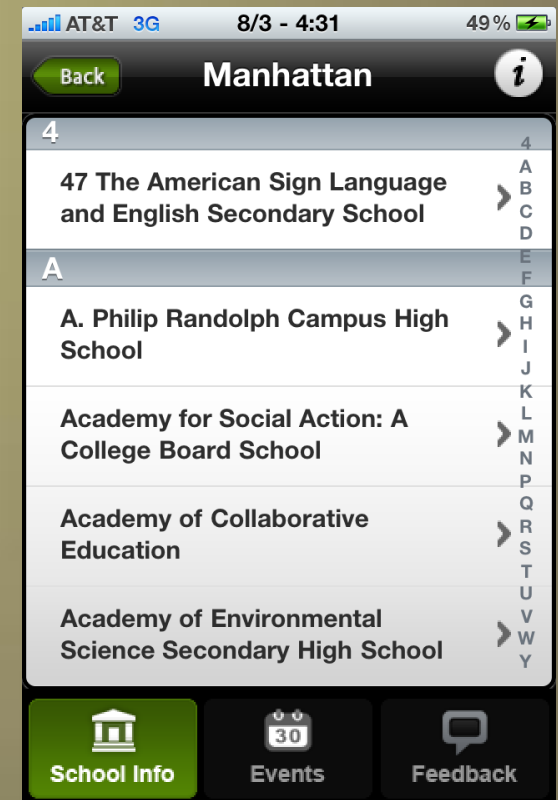 AT&T 3G 8/3 - 4:31 49%
Back Manhattan i
4
47 The American Sign Language
and English Secondary School
A
A. Philip Randolph Campus High
School
Academy for Social Action: A
College Board School
Academy of Collaborative
Education
Academy of Environmental
Science Secondary High School
4
A
B
C
D
E
F
G
H
I
J
K
L
M
N
P
Q
R
S
T
U
V
W
Y
30
School Info Events Feedback